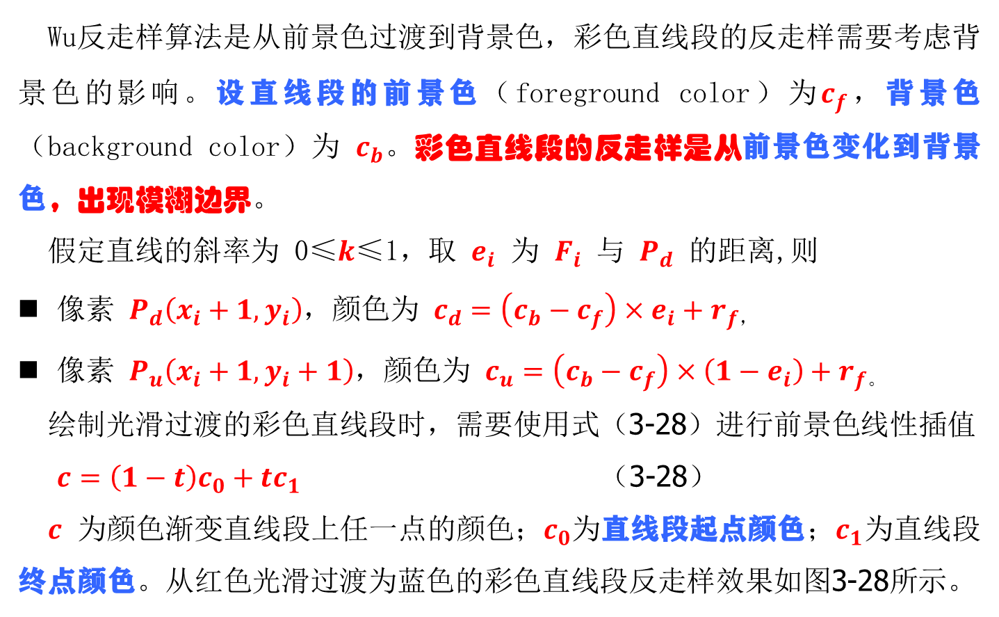 Wu反走样算法是从前景色过渡到背景色，彩色直线段的反走样需要考虑背
景色的影响。设直线段的前景色（foreground color）为c_f，背景色
（background color）为 c_b。彩色直线段的反走样是从前景色变化到背景
色，出现模糊边界。
假定直线的斜率为 0≤k≤1，取 e_i 为 F_i 与 P_d 的距离,则
■ 像素 P_d(x_i + 1, y_i)，颜色为 c_d = (c_b − c_f) × e_i + r_f,
■ 像素 P_u(x_i + 1, y_i + 1)，颜色为 c_u = (c_b − c_f) × (1 − e_i) + r_f。
绘制光滑过渡的彩色直线段时，需要使用式（3-28）进行前景色线性插值
c = (1 − t)c_0 + tc_1 （3-28）
c 为颜色渐变直线段上任一点的颜色；c_0为直线段起点颜色；c_1为直线段
终点颜色。从红色光滑过渡为蓝色的彩色直线段反走样效果如图3-28所示。